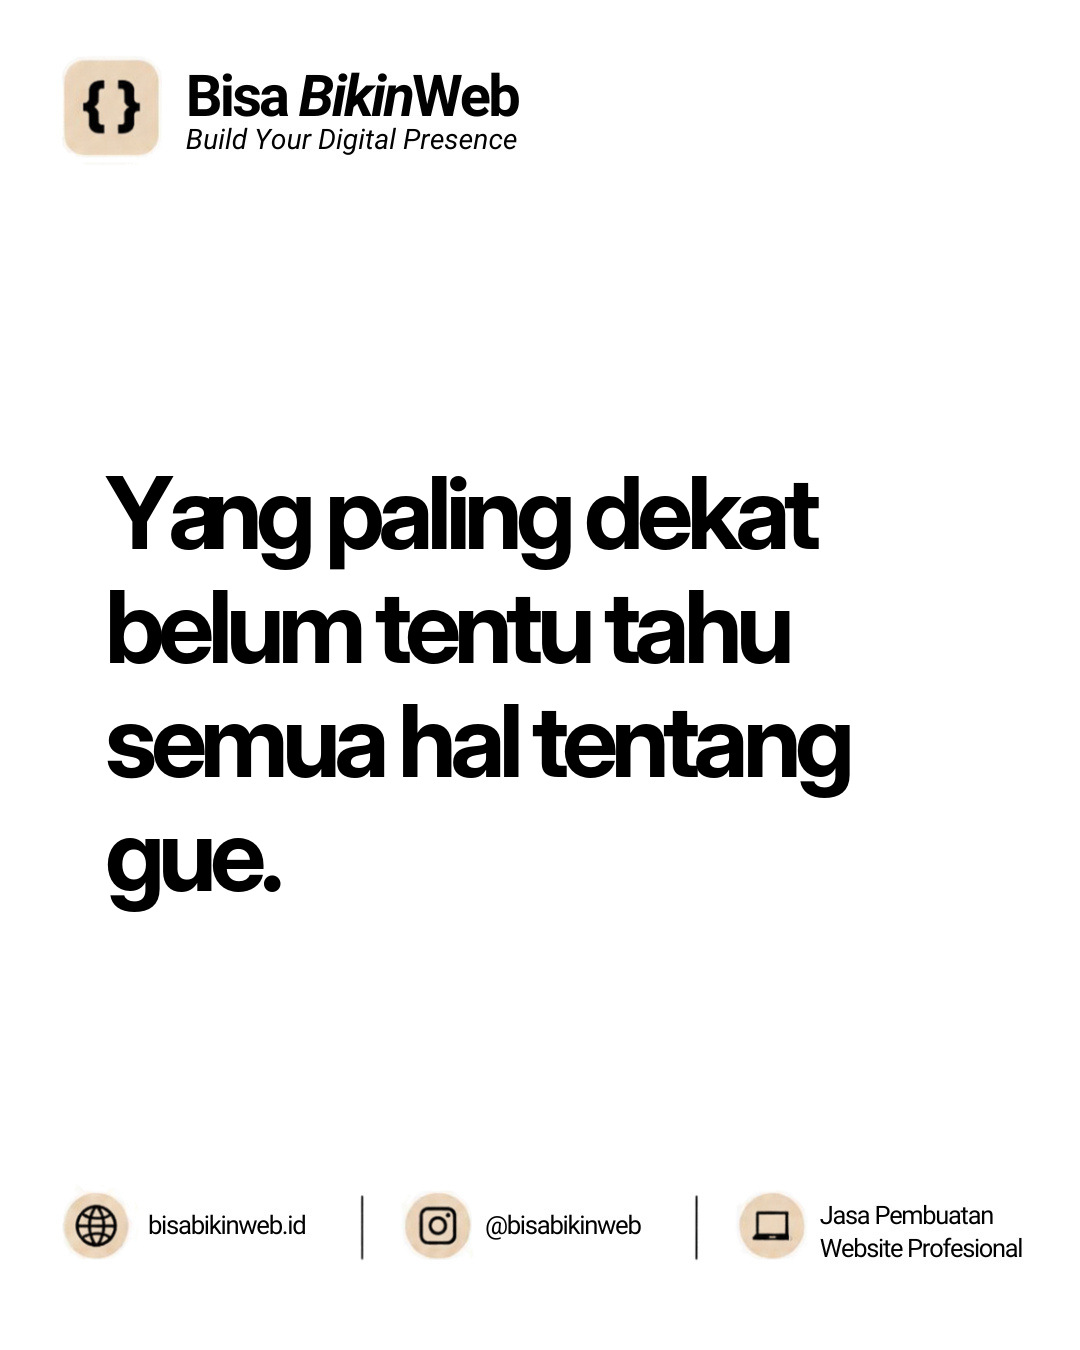 { }
Bisa BikinWeb
Build Your Digital Presence
Yang paling dekat
belum tentu tahu
semua hal tentang
gue.
bisabikinweb.id
@bisabikinweb
Jasa Pembuatan
Website Profesional